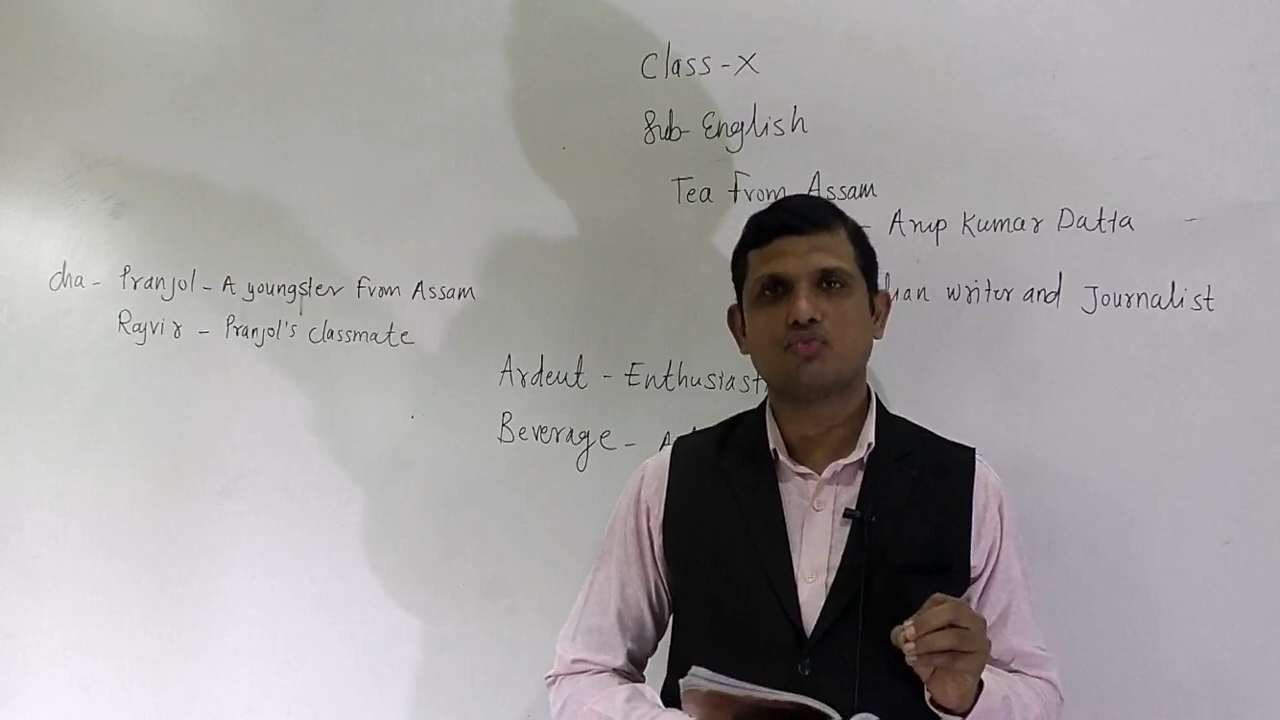 Class-X
Sub- English
Tea from Assam
- Arup Kumar Datta
writer and Journalist
cha- Pranjol - A youngster from Assam
Rajvir - Pranjol's classmate
Ardent - Enthusiast
Beverage -